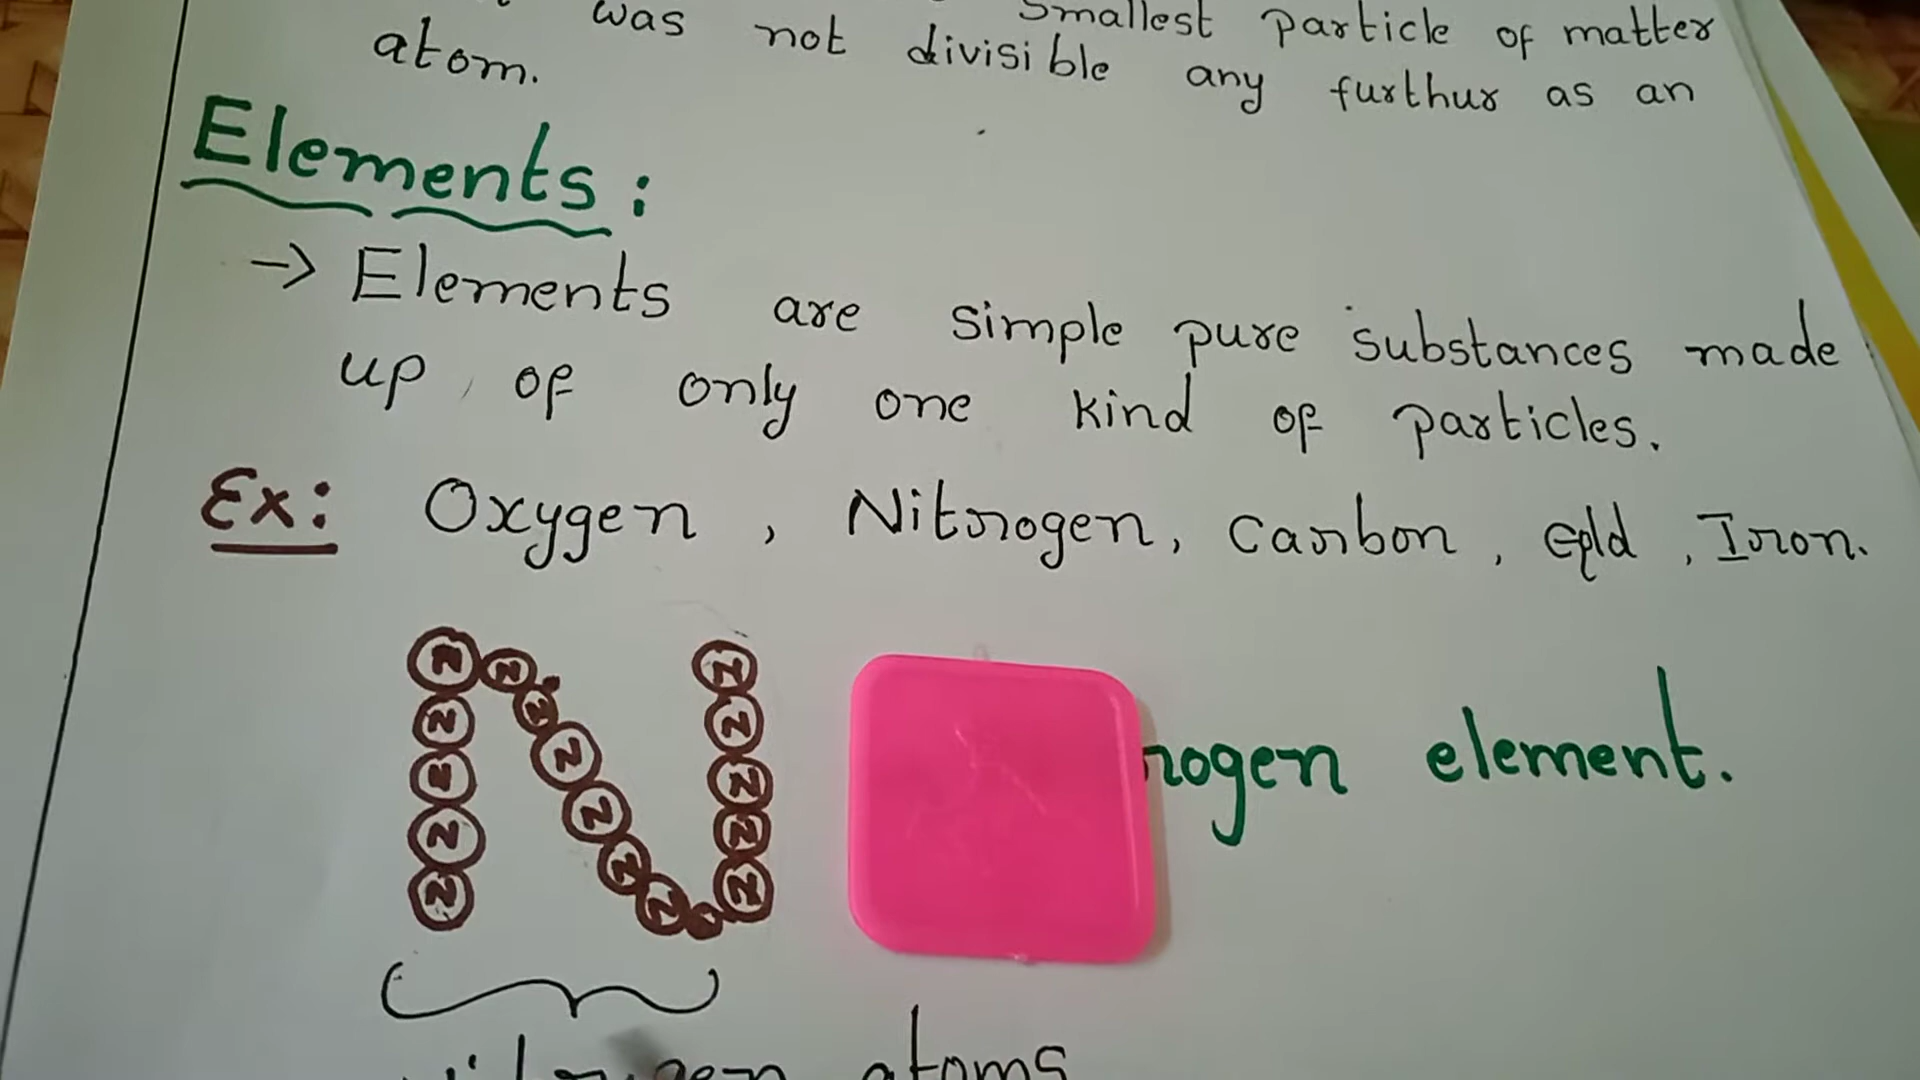 was not smallest particle of matter
atom. divisible any furthur as an
Elements:
→ Elements are simple pure substances made
up of only one kind of particles.
Ex: Oxygen, Nitrogen, Carbon, Gold, Iron.
N N N N N N N N N N N N N N N N
rogen element.
atoms